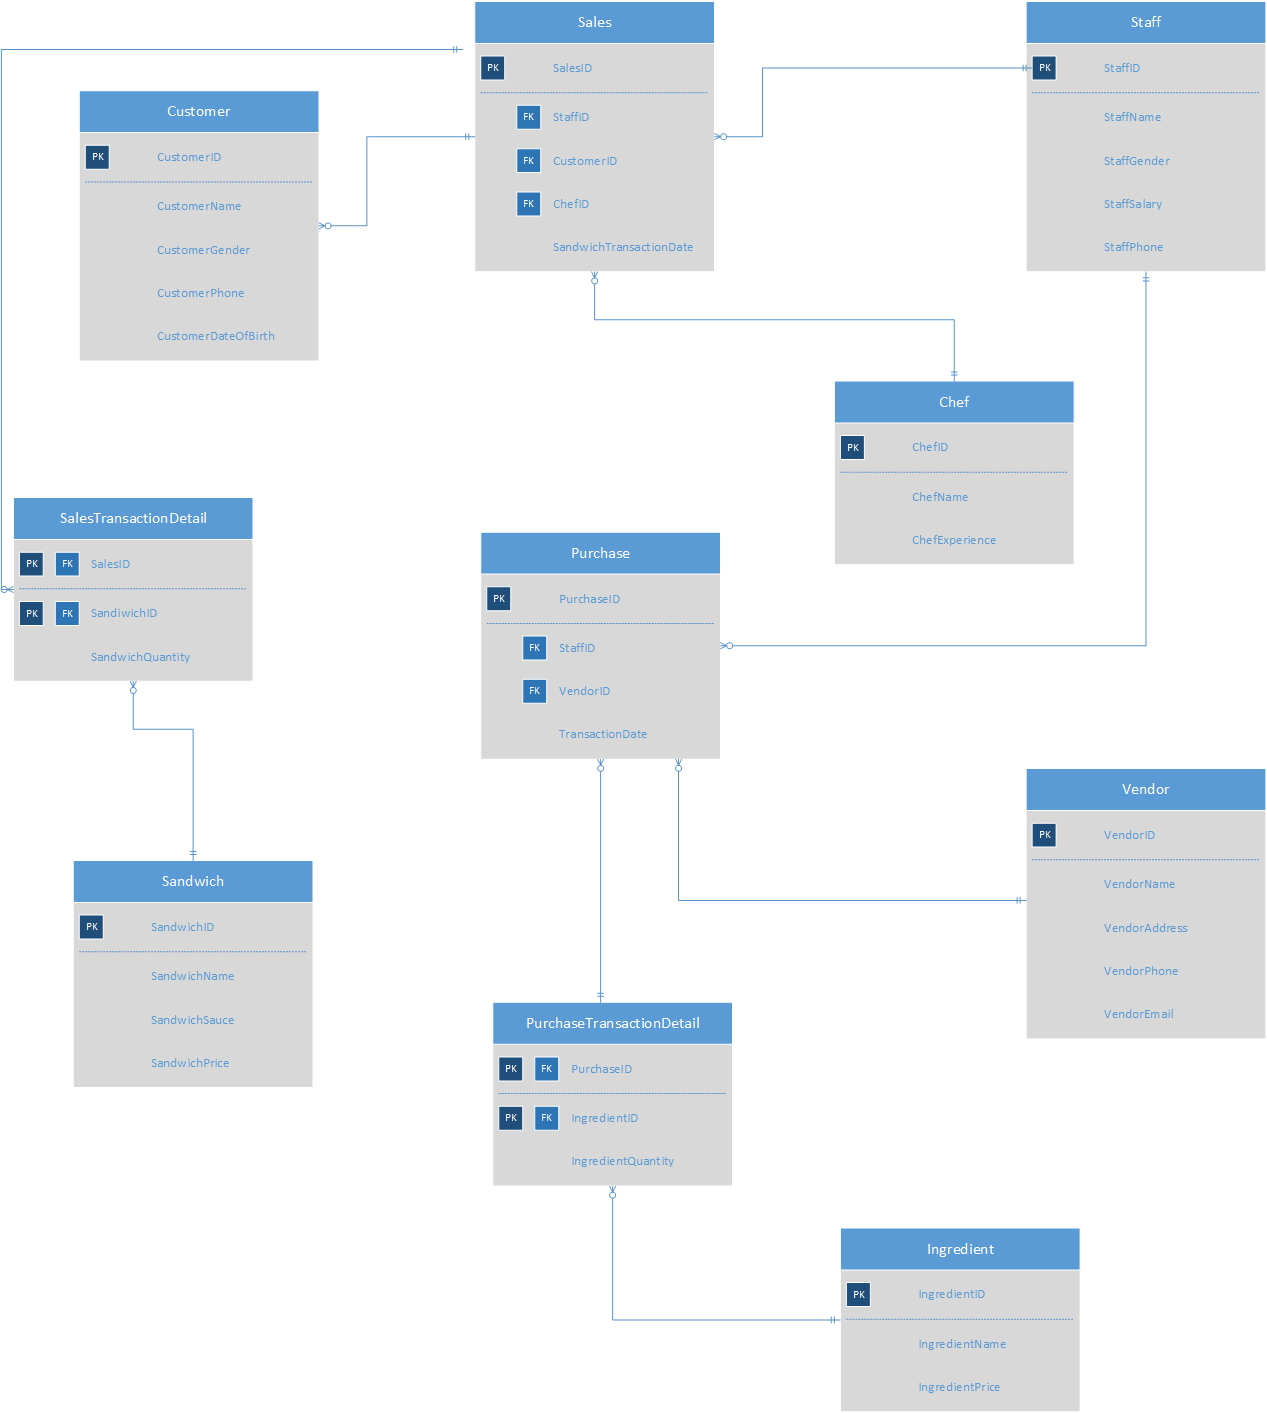 Sales
PK SalesID
FK StaffID
FK CustomerID
FK ChefID
SandwichTransactionDate
Staff
PK StaffID
StaffName
StaffGender
StaffSalary
StaffPhone
Customer
PK CustomerID
CustomerName
CustomerGender
CustomerPhone
CustomerDateOfBirth
Chef
PK ChefID
ChefName
ChefExperience
SalesTransactionDetail
PK FK SalesID
PK FK SandiwichID
SandwichQuantity
Purchase
PK PurchaseID
FK StaffID
FK VendorID
TransactionDate
Vendor
PK VendorID
VendorName
VendorAddress
VendorPhone
VendorEmail
Sandwich
PK SandwichID
SandwichName
SandwichSauce
SandwichPrice
PurchaseTransactionDetail
PK FK PurchaseID
PK FK IngredientID
IngredientQuantity
Ingredient
PK IngredientID
IngredientName
IngredientPrice